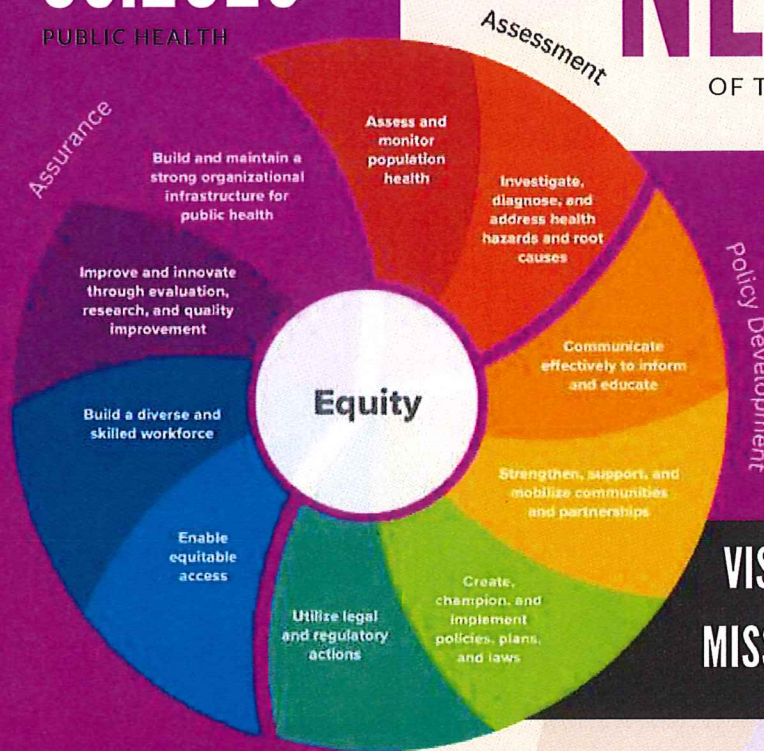 PUBLIC HEALTH
OF T
Assessment
Assurance
Policy Development
Assess and
monitor
population
health
Investigate,
diagnose, and
address health
hazards and root
causes
Communicate
effectively to inform
and educate
Strengthen, support, and
mobilize communities
and partnerships
Create,
champion, and
implement
policies, plans,
and laws
Utilize legal
and regulatory
actions
Enable
equitable
access
Build a diverse and
skilled workforce
Improve and innovate
through evaluation,
research, and quality
improvement
Build and maintain a
strong organizational
infrastructure for
public health
Equity
VIS
MISS